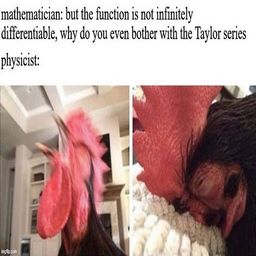 mathematician: but the function is not infinitely
differentiable, why do you even bother with the Taylor series
physicist:
imgflip.com